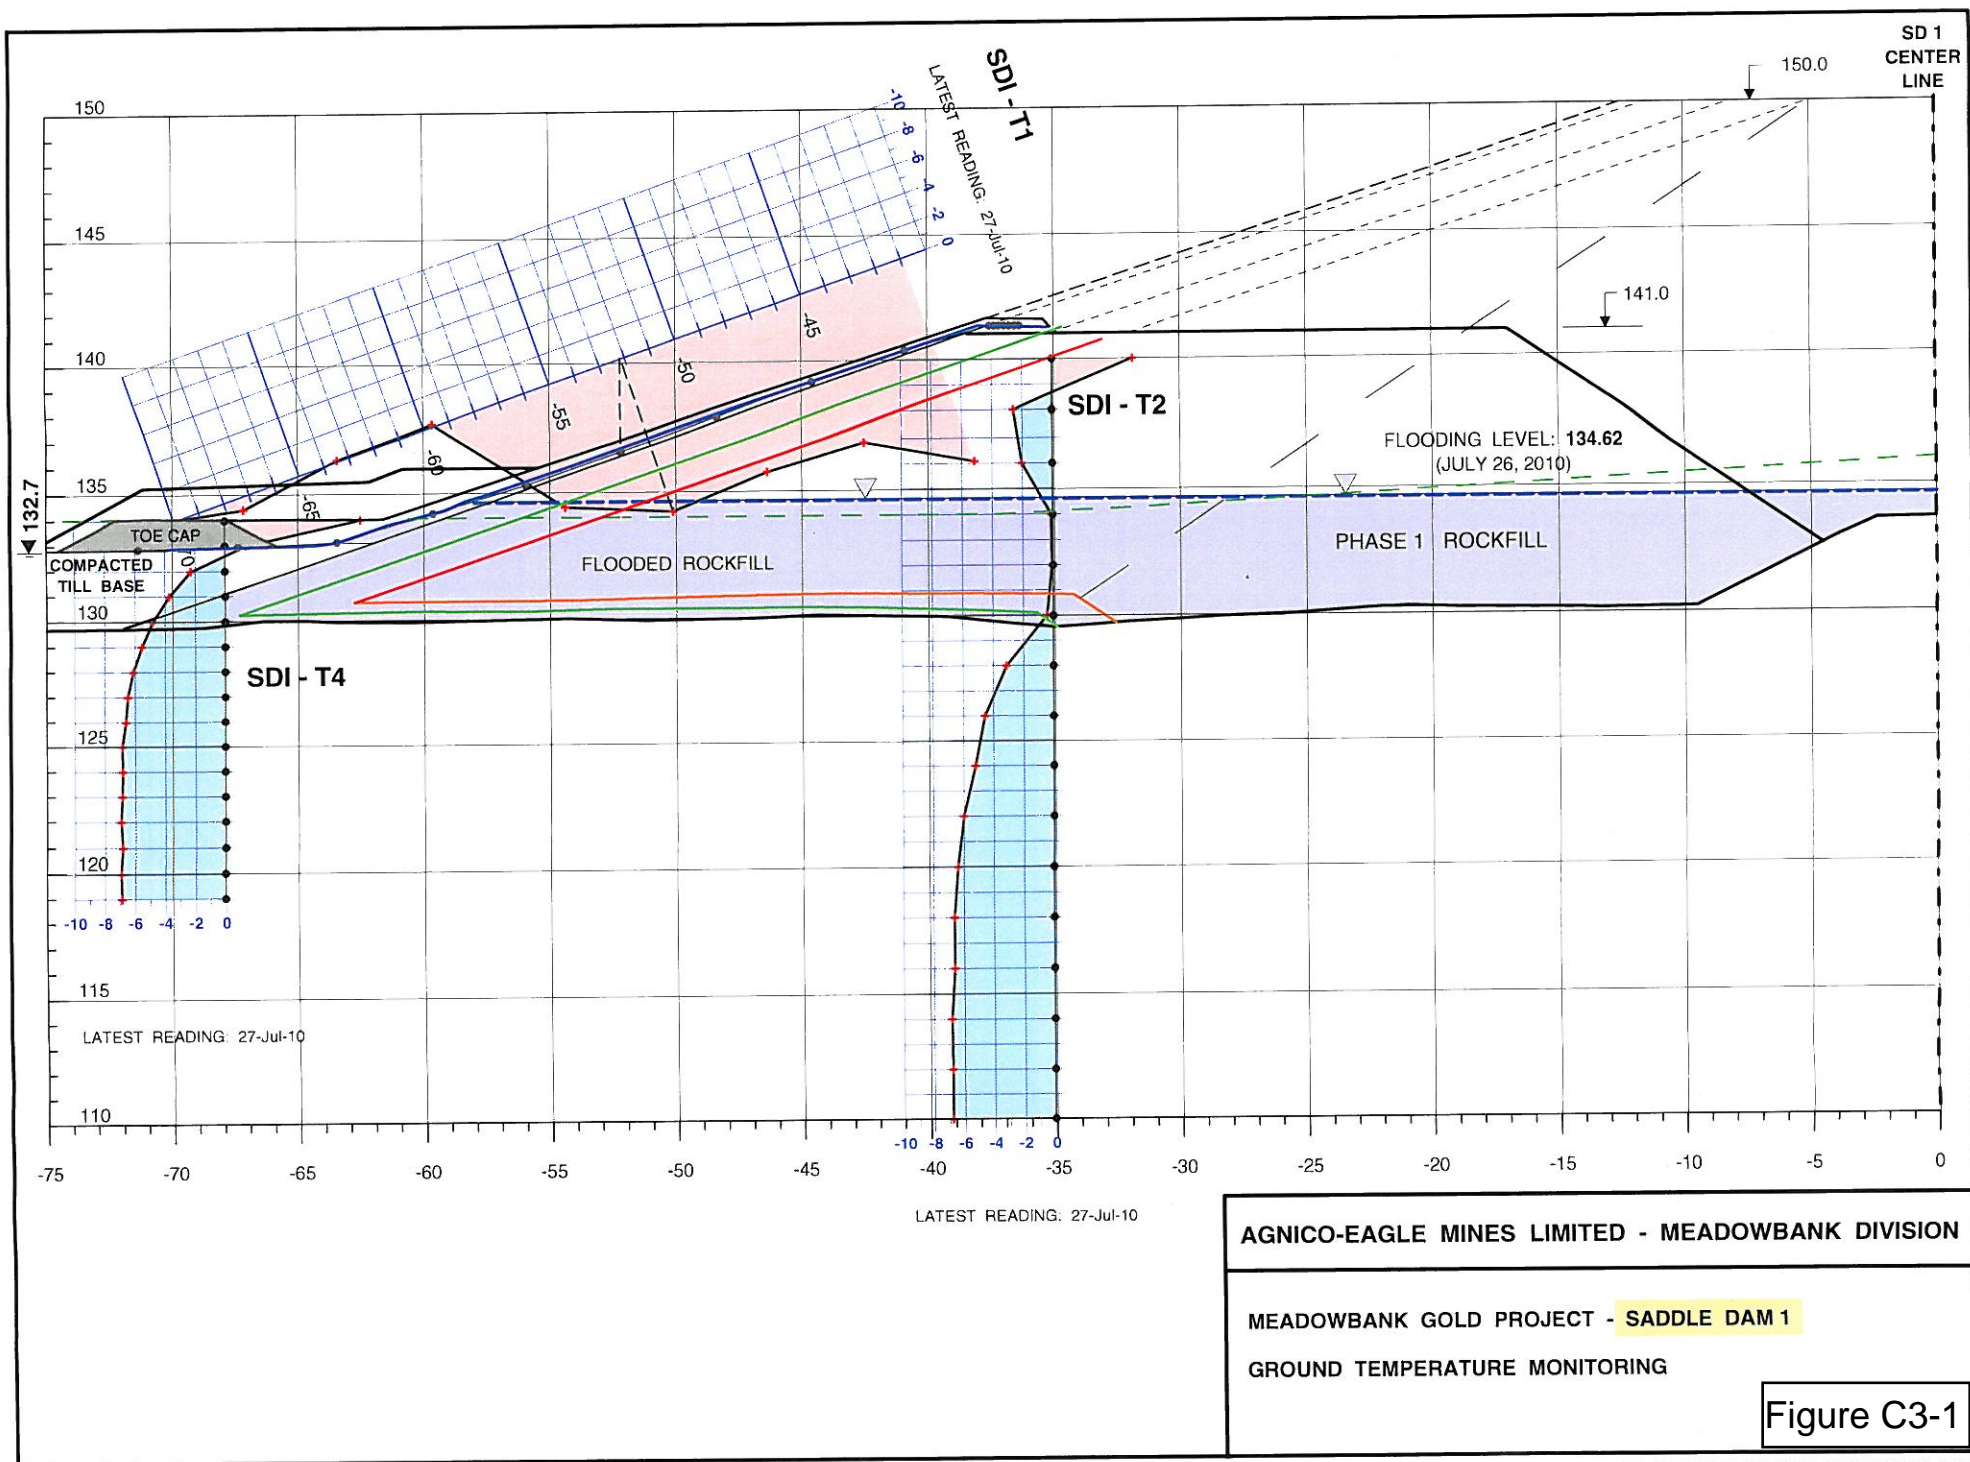 SD 1
CENTER
LINE
150.0
SDI - T1
LATEST READING: 27-Jul-10
-10
-8
-6
-4
-2
0
150
145
140
135
130
125
120
115
110
141.0
-45
-50
-55
-60
-65
SDI - T2
FLOODING LEVEL: 134.62
(JULY 26, 2010)
132.7
TOE CAP
COMPACTED
TILL BASE
FLOODED ROCKFILL
PHASE 1 ROCKFILL
SDI - T4
-10 -8 -6 -4 -2 0
LATEST READING: 27-Jul-10
-10 -8 -6 -4 -2 0
-75 -70 -65 -60 -55 -50 -45 -40 -35 -30 -25 -20 -15 -10 -5 0
LATEST READING: 27-Jul-10
AGNICO-EAGLE MINES LIMITED - MEADOWBANK DIVISION
MEADOWBANK GOLD PROJECT - SADDLE DAM 1
GROUND TEMPERATURE MONITORING
Figure C3-1